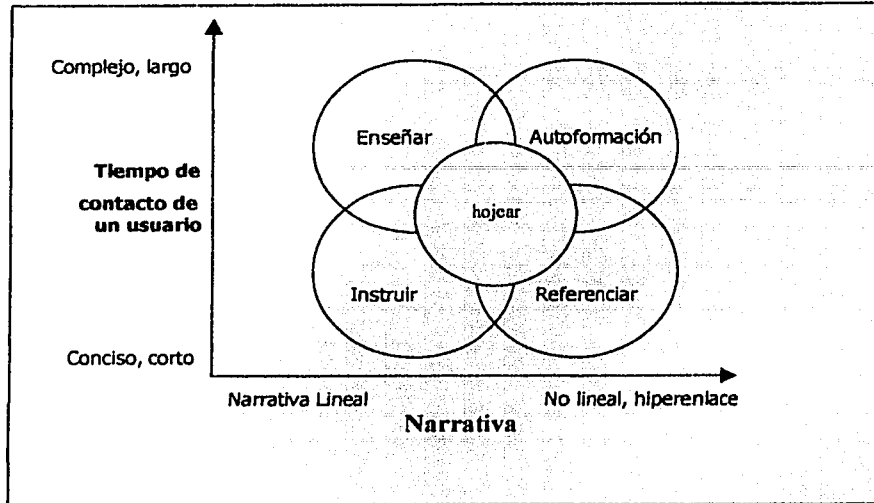 Complejo, largo
Enseñar
Autoformación
Tiempo de
contacto de
un usuario
hojear
Instruir
Referenciar
Conciso, corto
Narrativa Lineal
No lineal, hiperenlace
Narrativa